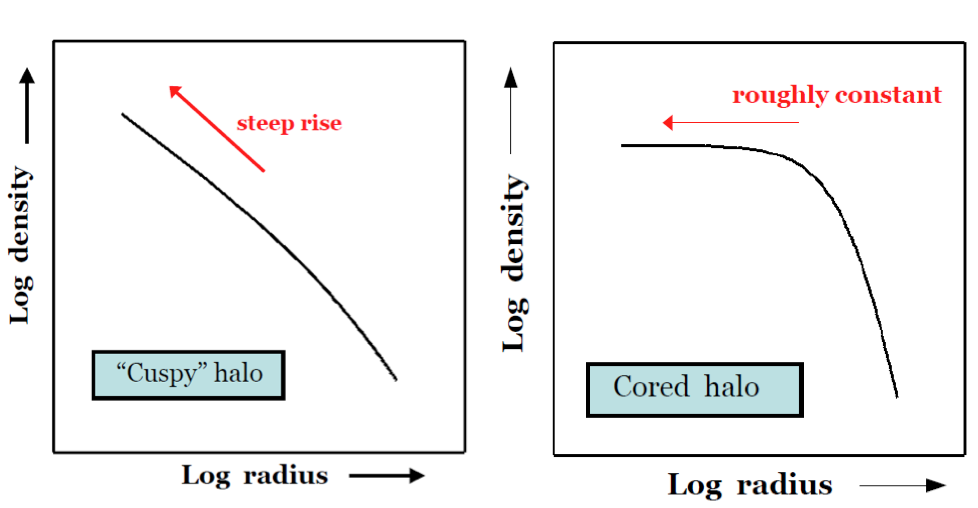 Log density
steep rise
“Cuspy” halo
Log radius
Log density
roughly constant
Cored halo
Log radius